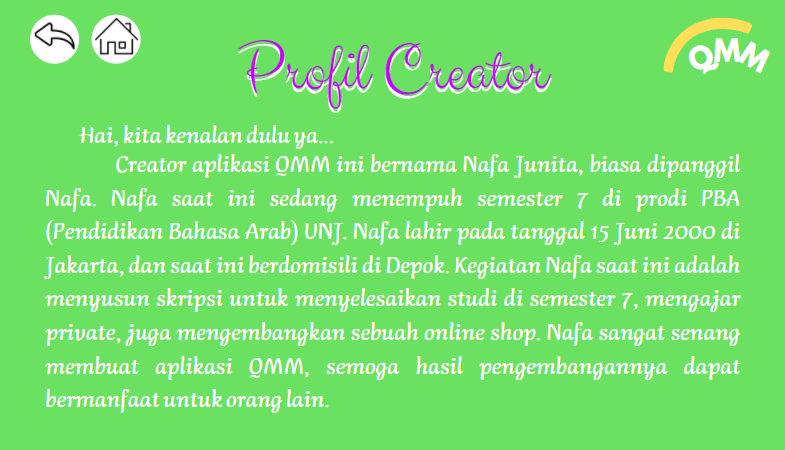 QMM
Profil Creator
Hai, kita kenalan dulu ya...
Creator aplikasi QMM ini bernama Nafa Junita, biasa dipanggil
Nafa. Nafa saat ini sedang menempuh semester 7 di prodi PBA
(Pendidikan Bahasa Arab) UNJ. Nafa lahir pada tanggal 15 Juni 2000 di
Jakarta, dan saat ini berdomisili di Depok. Kegiatan Nafa saat ini adalah
menyusun skripsi untuk menyelesaikan studi di semester 7, mengajar
private, juga mengembangkan sebuah online shop. Nafa sangat senang
membuat aplikasi QMM, semoga hasil pengembangannya dapat
bermanfaat untuk orang lain.